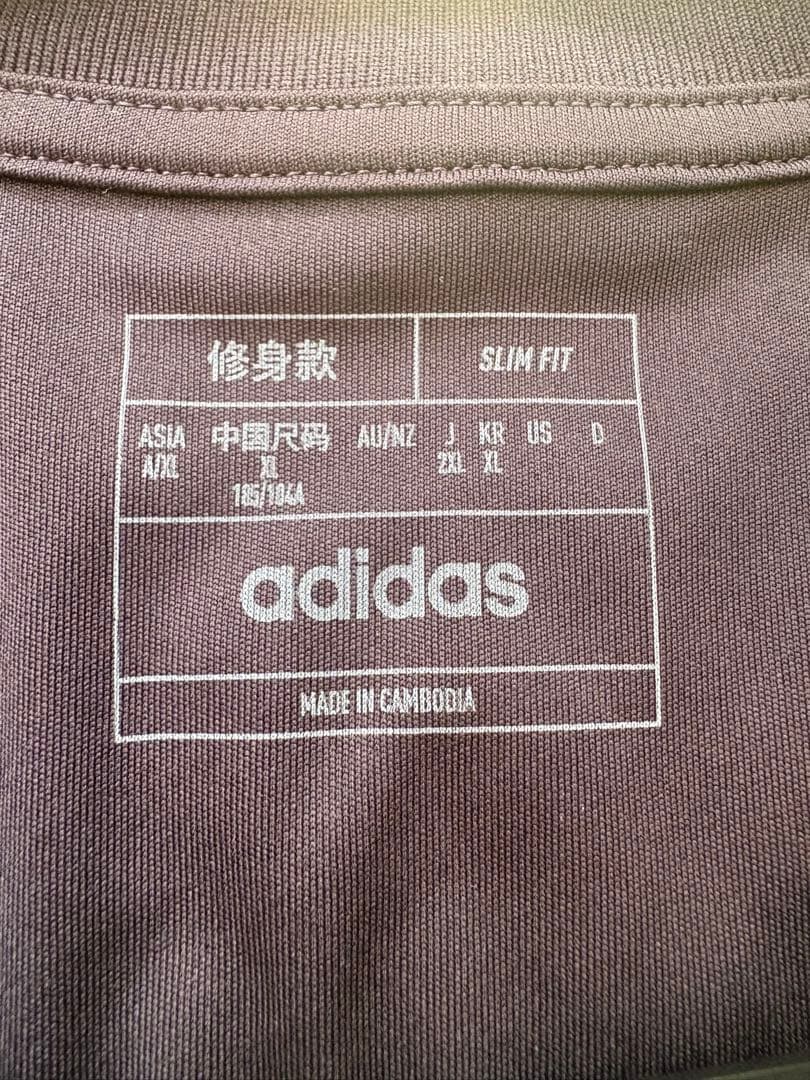 修身款 SLIM FIT
ASIA 中国尺码 AU/NZ J KR US D
A/XL XL 2XL XL
185/104A
adidas
MADE IN CAMBODIA